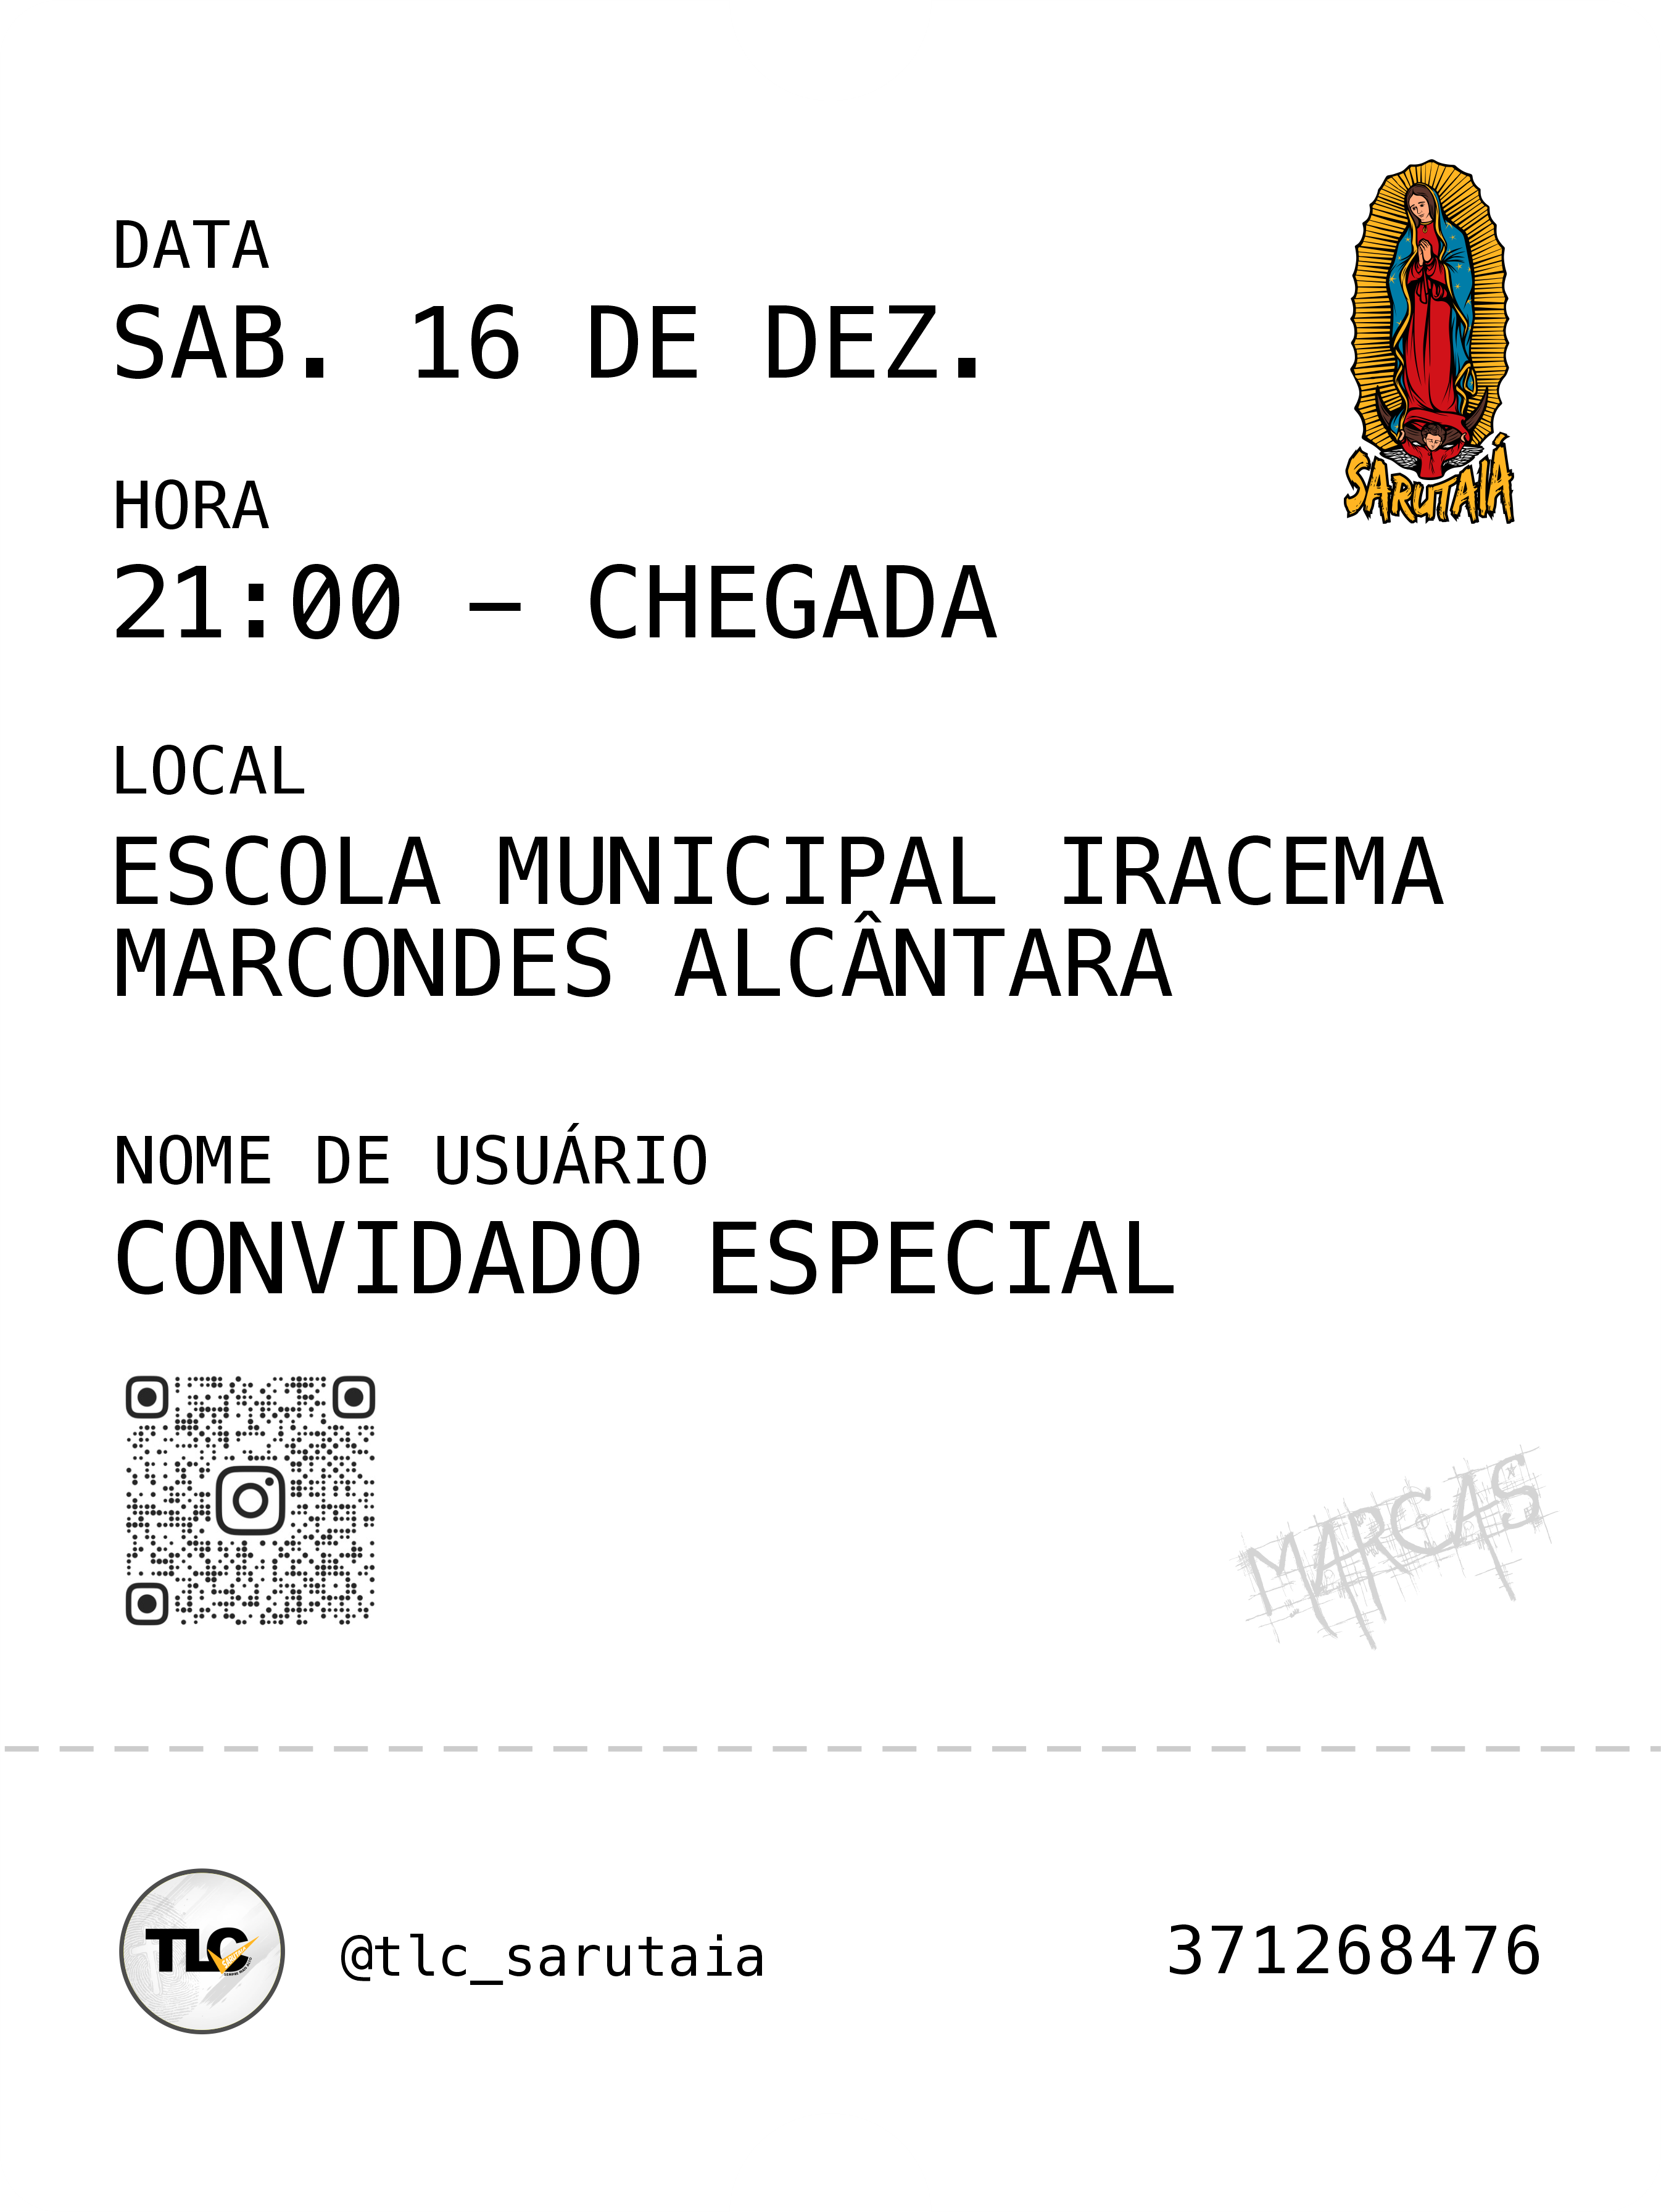 DATA
SAB. 16 DE DEZ.
SARUTAIÁ
HORA
21:00 – CHEGADA
LOCAL
ESCOLA MUNICIPAL IRACEMA
MARCONDES ALCÂNTARA
NOME DE USUÁRIO
CONVIDADO ESPECIAL
MARCAS
TLC
@tlc_sarutaia
371268476